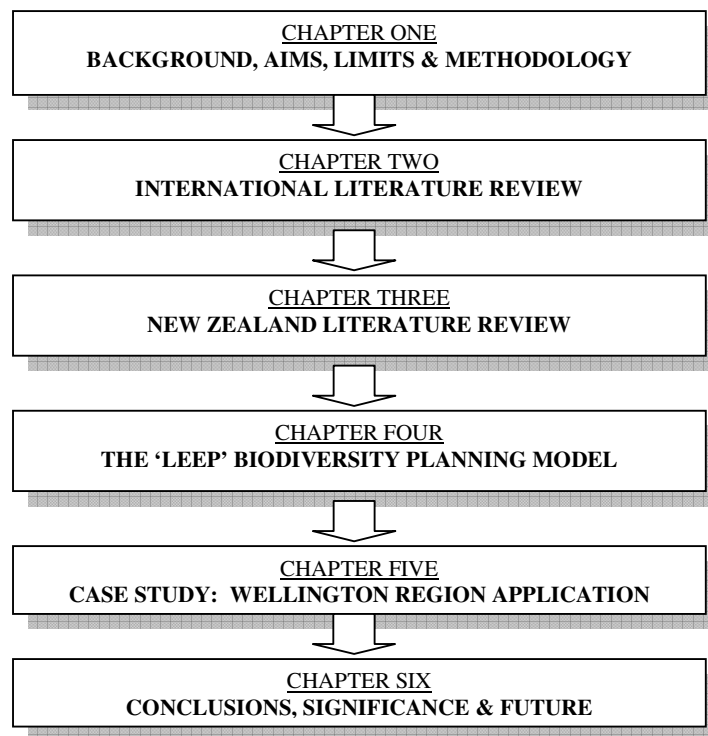 CHAPTER ONE
BACKGROUND, AIMS, LIMITS & METHODOLOGY
CHAPTER TWO
INTERNATIONAL LITERATURE REVIEW
CHAPTER THREE
NEW ZEALAND LITERATURE REVIEW
CHAPTER FOUR
THE ‘LEEP’ BIODIVERSITY PLANNING MODEL
CHAPTER FIVE
CASE STUDY:  WELLINGTON REGION APPLICATION
CHAPTER SIX
CONCLUSIONS, SIGNIFICANCE & FUTURE